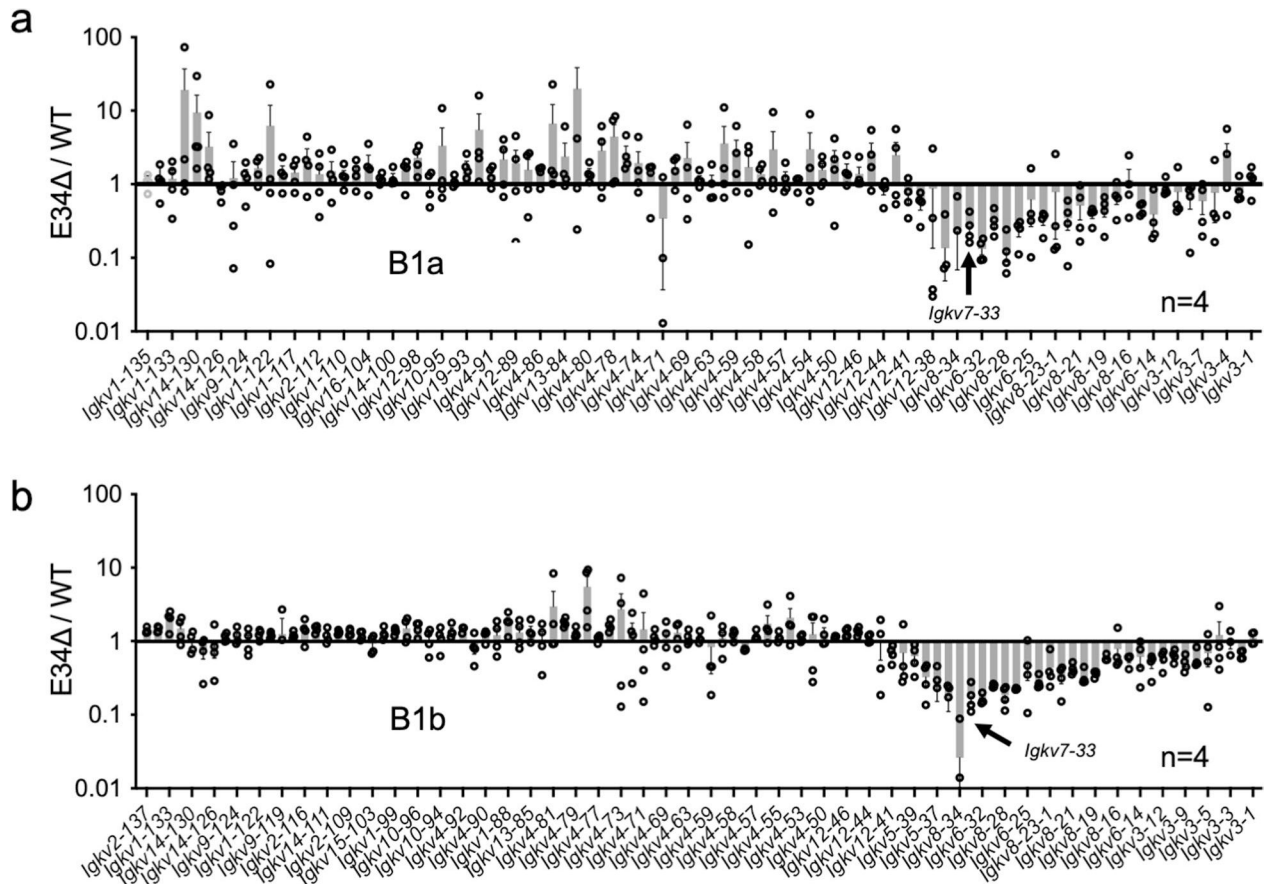 a
100
10
1
0.1
0.01
E34Δ / WT
B1a
Igkv7-33
n=4
Igkv1-135
Igkv1-133
Igkv14-130
Igkv14-126
Igkv9-124
Igkv1-122
Igkv1-117
Igkv2-112
Igkv1-110
Igkv16-104
Igkv14-100
Igkv12-98
Igkv10-95
Igkv19-93
Igkv4-91
Igkv12-89
Igkv4-86
Igkv13-84
Igkv4-80
Igkv4-78
Igkv4-74
Igkv4-71
Igkv4-69
Igkv4-63
Igkv4-59
Igkv4-58
Igkv4-57
Igkv4-54
Igkv4-50
Igkv12-46
Igkv12-44
Igkv12-41
Igkv12-38
Igkv8-34
Igkv6-32
Igkv8-28
Igkv6-25
Igkv8-23-1
Igkv8-21
Igkv8-19
Igkv8-16
Igkv6-14
Igkv3-12
Igkv3-7
Igkv3-4
Igkv3-1
b
100
10
1
0.1
0.01
E34Δ / WT
B1b
Igkv7-33
n=4
Igkv2-137
Igkv1-133
Igkv14-130
Igkv14-126
Igkv9-124
Igkv1-122
Igkv9-119
Igkv2-116
Igkv14-111
Igkv2-109
Igkv15-103
Igkv1-99
Igkv10-96
Igkv10-94
Igkv4-92
Igkv4-90
Igkv1-88
Igkv13-85
Igkv4-81
Igkv4-79
Igkv4-77
Igkv4-73
Igkv4-71
Igkv4-69
Igkv4-63
Igkv4-59
Igkv4-58
Igkv4-57
Igkv4-55
Igkv4-53
Igkv4-50
Igkv12-46
Igkv12-44
Igkv12-41
Igkv5-39
Igkv5-37
Igkv8-34
Igkv6-32
Igkv8-28
Igkv6-25
Igkv8-23-1
Igkv8-21
Igkv8-19
Igkv8-16
Igkv6-14
Igkv3-12
Igkv3-9
Igkv3-5
Igkv3-3
Igkv3-1